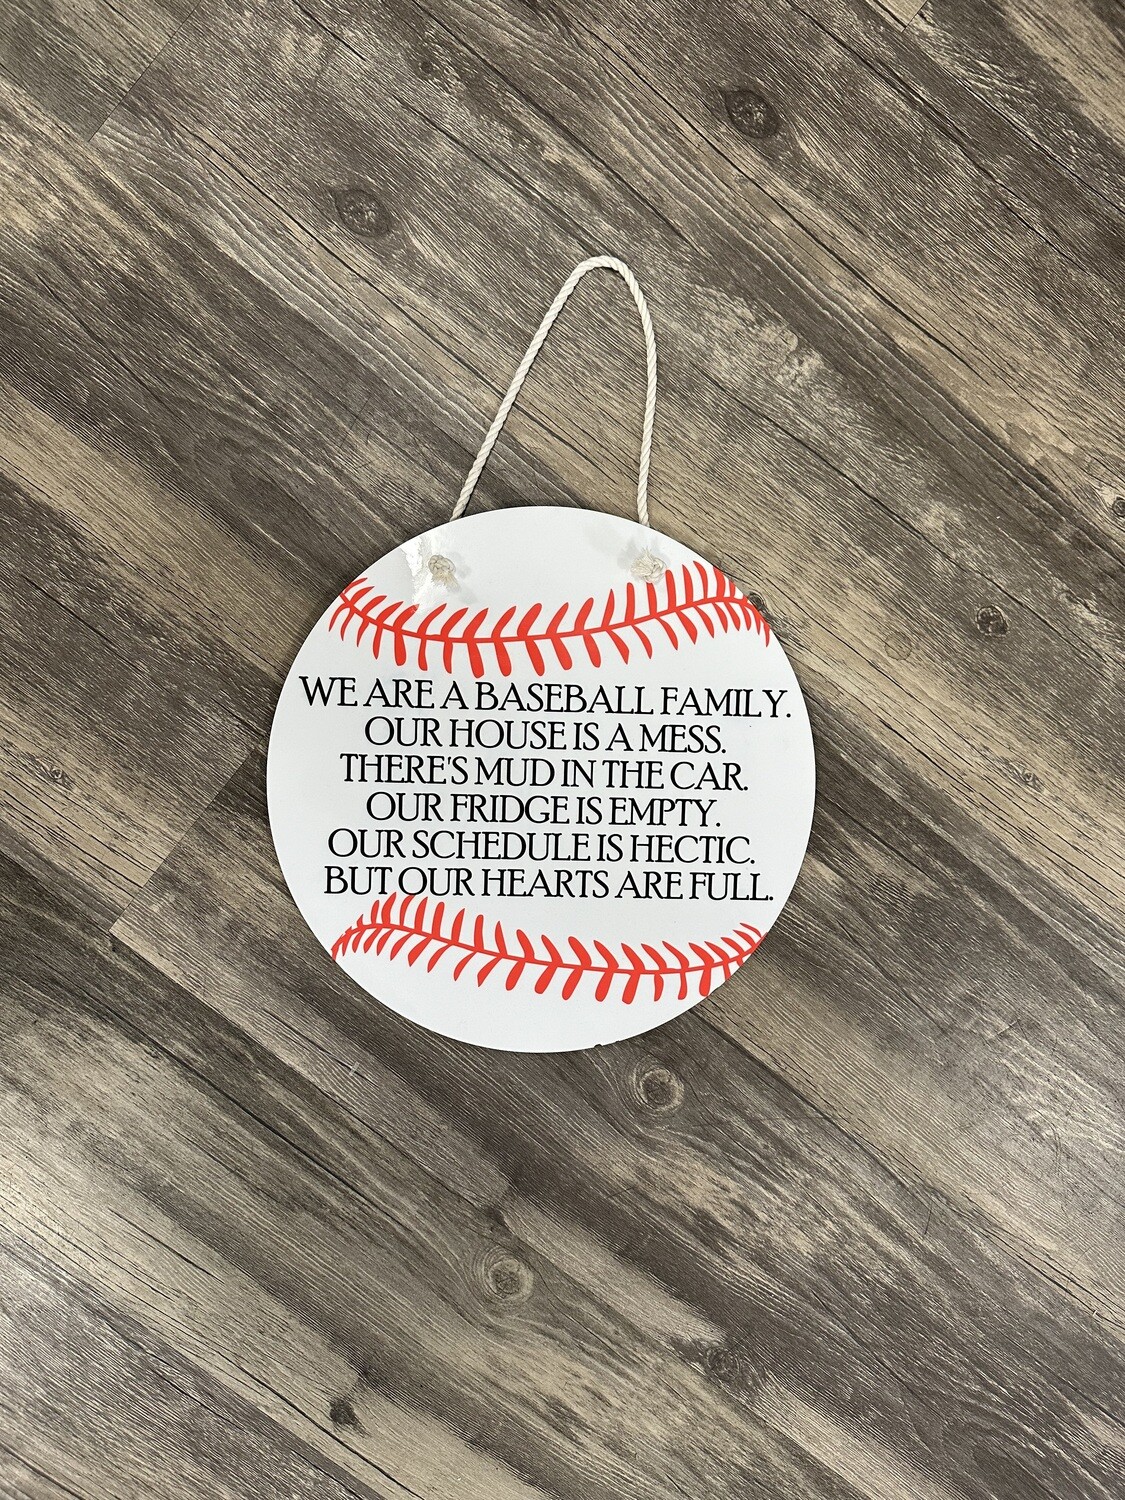 WE ARE A BASEBALL FAMILY.
OUR HOUSE IS A MESS.
THERE'S MUD IN THE CAR.
OUR FRIDGE IS EMPTY.
OUR SCHEDULE IS HECTIC.
BUT OUR HEARTS ARE FULL.